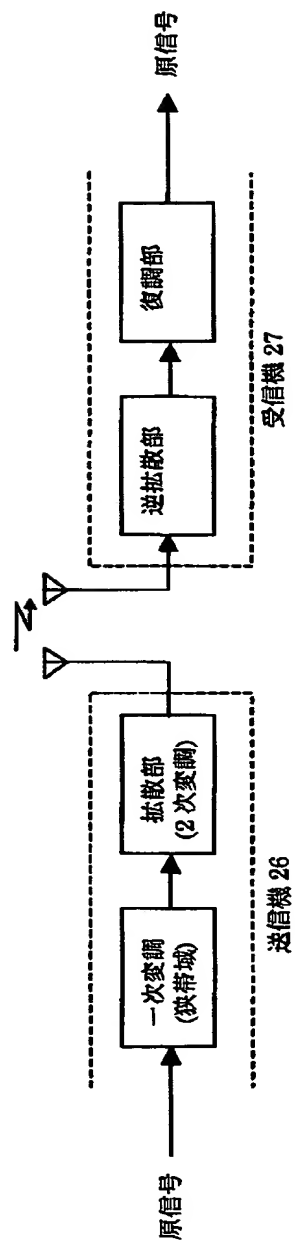 原信号
一次変調
(狭帯域)
拡散部
(2 次変調)
送信機 26
逆拡散部
復調部
受信機 27
原信号